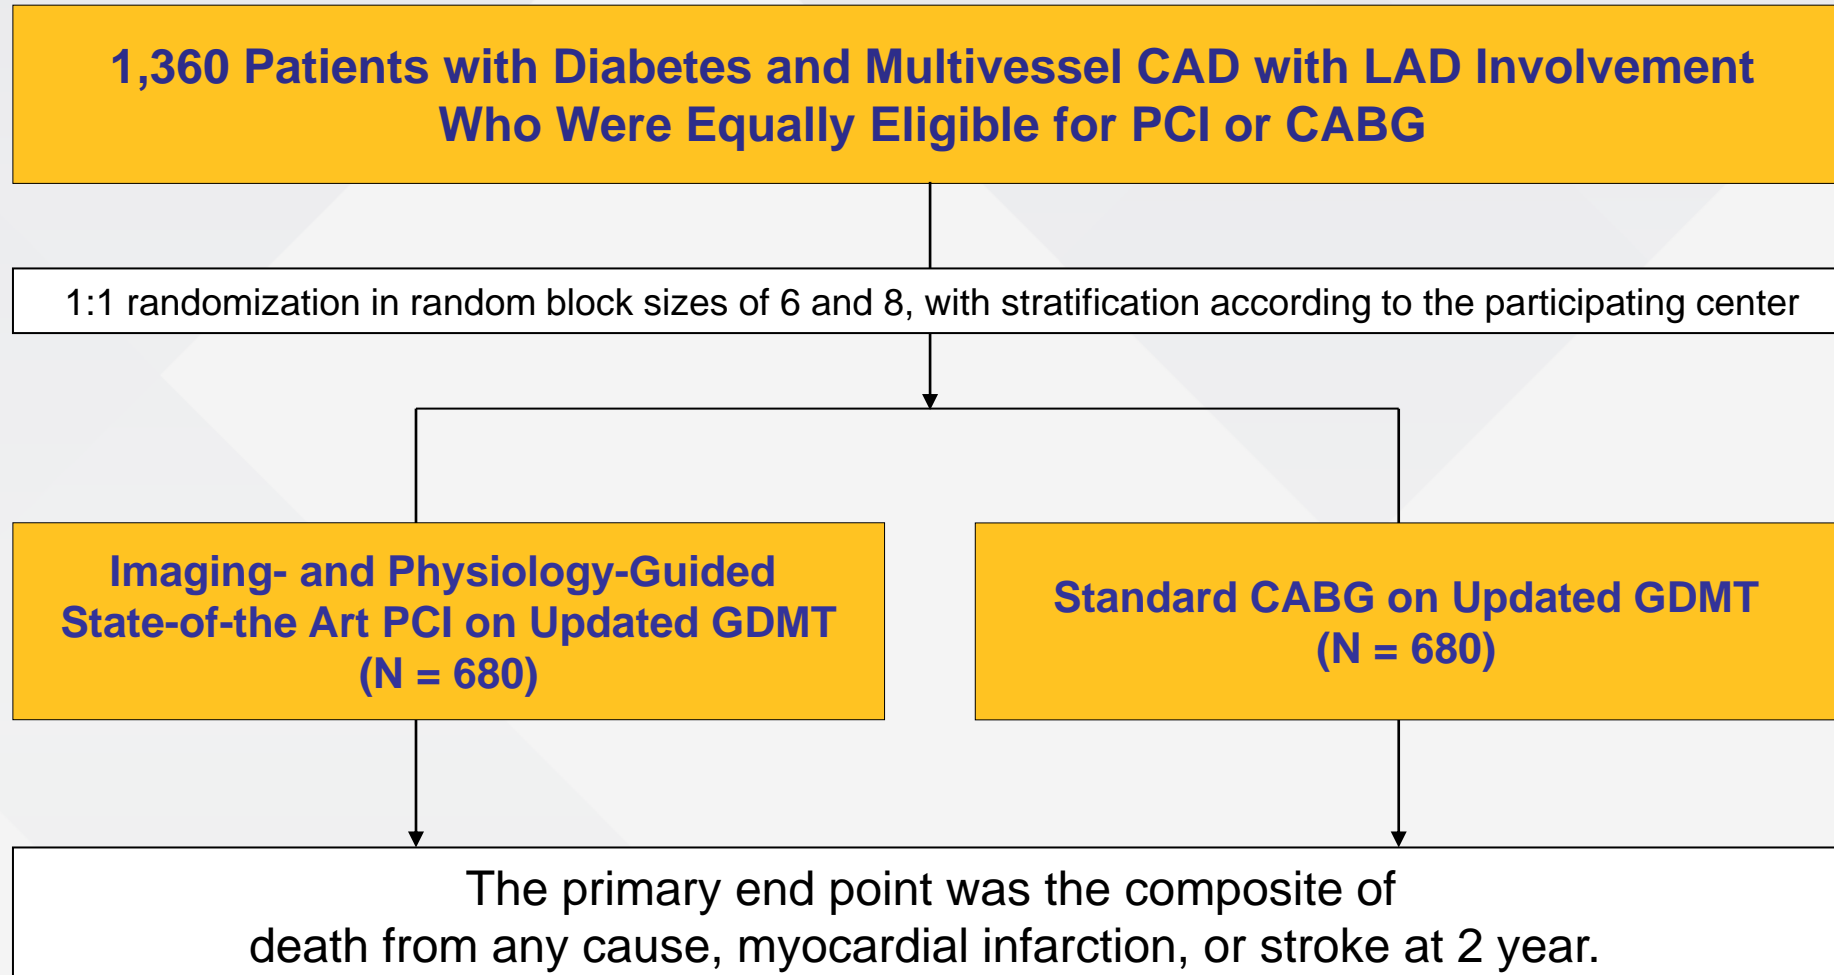 1,360 Patients with Diabetes and Multivessel CAD with LAD Involvement
Who Were Equally Eligible for PCI or CABG
1:1 randomization in random block sizes of 6 and 8, with stratification according to the participating center
Imaging- and Physiology-Guided
State-of-the Art PCI on Updated GDMT
(N = 680)
Standard CABG on Updated GDMT
(N = 680)
The primary end point was the composite of
death from any cause, myocardial infarction, or stroke at 2 year.